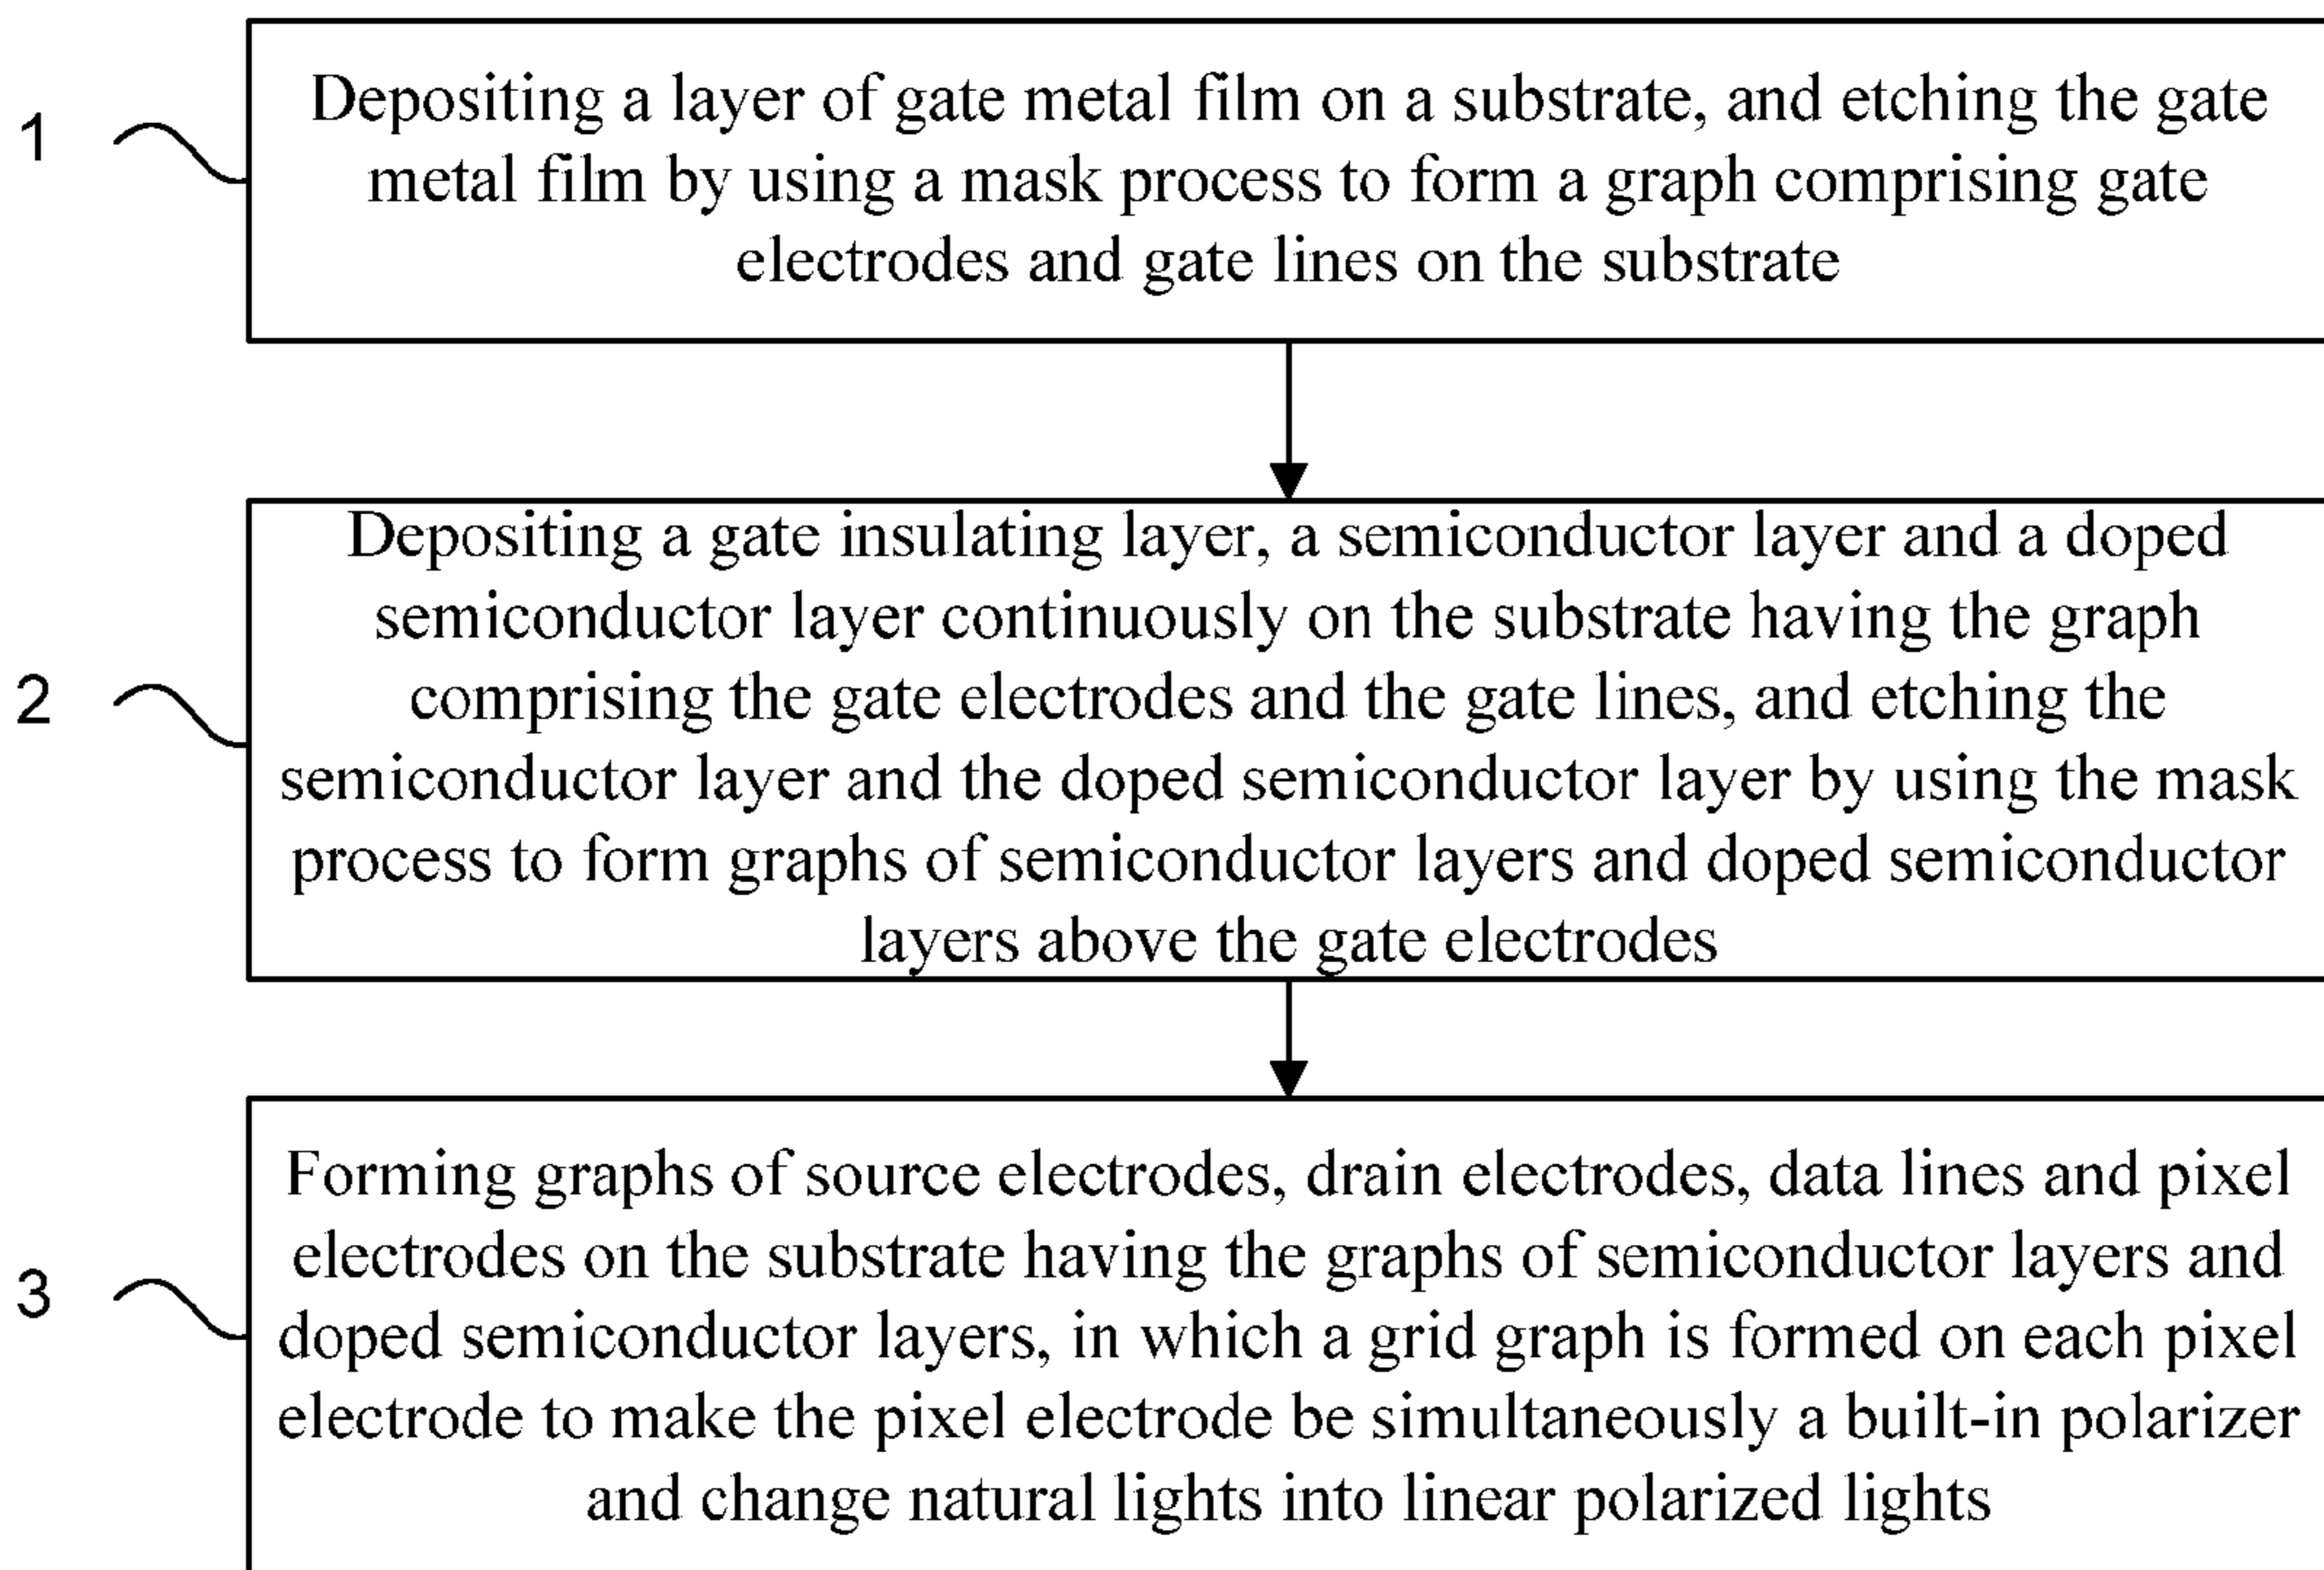 1
Depositing a layer of gate metal film on a substrate, and etching the gate
metal film by using a mask process to form a graph comprising gate
electrodes and gate lines on the substrate
2
Depositing a gate insulating layer, a semiconductor layer and a doped
semiconductor layer continuously on the substrate having the graph
comprising the gate electrodes and the gate lines, and etching the
semiconductor layer and the doped semiconductor layer by using the mask
process to form graphs of semiconductor layers and doped semiconductor
layers above the gate electrodes
3
Forming graphs of source electrodes, drain electrodes, data lines and pixel
electrodes on the substrate having the graphs of semiconductor layers and
doped semiconductor layers, in which a grid graph is formed on each pixel
electrode to make the pixel electrode be simultaneously a built-in polarizer
and change natural lights into linear polarized lights